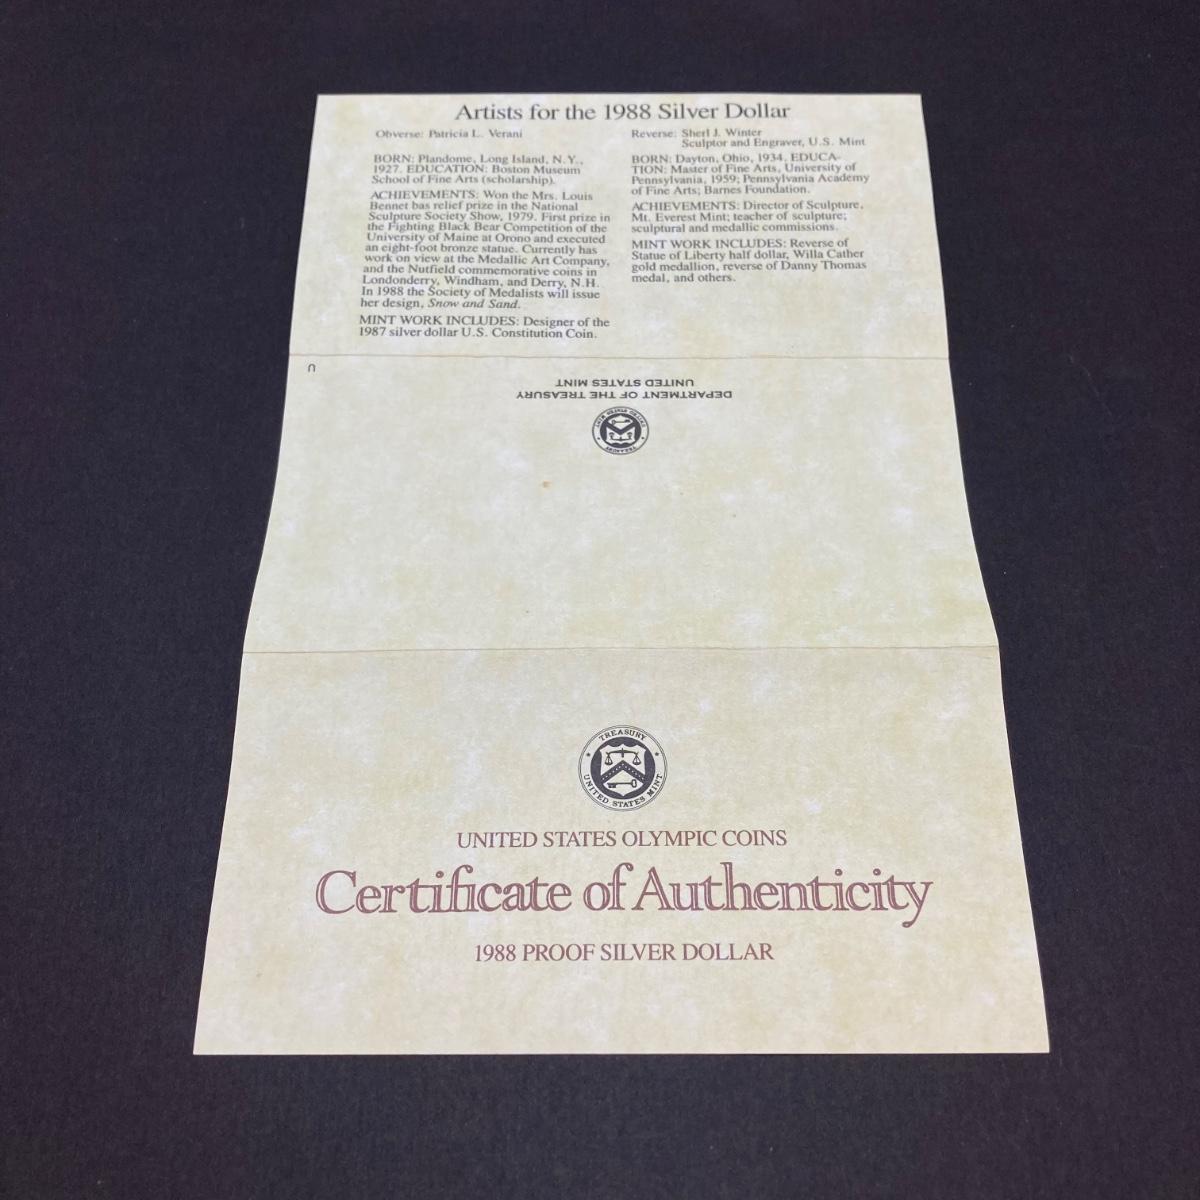 Artists for the 1988 Silver Dollar
Obverse: Patricia L. Verani
BORN: Plandome, Long Island, N.Y.,
1927. EDUCATION: Boston Museum
School of Fine Arts (scholarship).
ACHIEVEMENTS: Won the Mrs. Louis
Bennet bas relief prize in the National
Sculpture Society Show, 1979. First prize in
the Fighting Black Bear Competition of the
University of Maine at Orono and executed
an eight-foot bronze statue. Currently has
work on view at the Medallic Art Company,
and the Nutfield commemorative coins in
Londonderry, Windham, and Derry, N.H.
In 1988 the Society of Medalists will issue
her design, Snow and Sand.
MINT WORK INCLUDES: Designer of the
1987 silver dollar U.S. Constitution Coin.
Reverse: Sherl J. Winter
Sculptor and Engraver, U.S. Mint
BORN: Dayton, Ohio, 1934. EDUCA-
TION: Master of Fine Arts, University of
Pennsylvania, 1959; Pennsylvania Academy
of Fine Arts; Barnes Foundation.
ACHIEVEMENTS: Director of Sculpture,
Mt. Everest Mint; teacher of sculpture;
sculptural and medallic commissions.
MINT WORK INCLUDES: Reverse of
Statue of Liberty half dollar, Willa Cather
gold medallion, reverse of Danny Thomas
medal, and others.
U
DEPARTMENT OF THE TREASURY
UNITED STATES MINT
TREASURY
UNITED STATES MINT
TREASURY
UNITED STATES MINT
UNITED STATES OLYMPIC COINS
Certificate of Authenticity
1988 PROOF SILVER DOLLAR